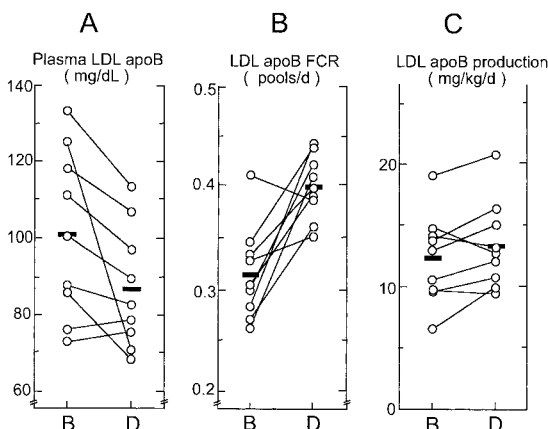 A
Plasma LDL apoB
( mg/dL )
140
120
100
80
60
B
D
B
LDL apoB FCR
( pools/d )
0.5
0.4
0.3
0.2
B
D
C
LDL apoB production
( mg/kg/d )
20
10
0
B
D